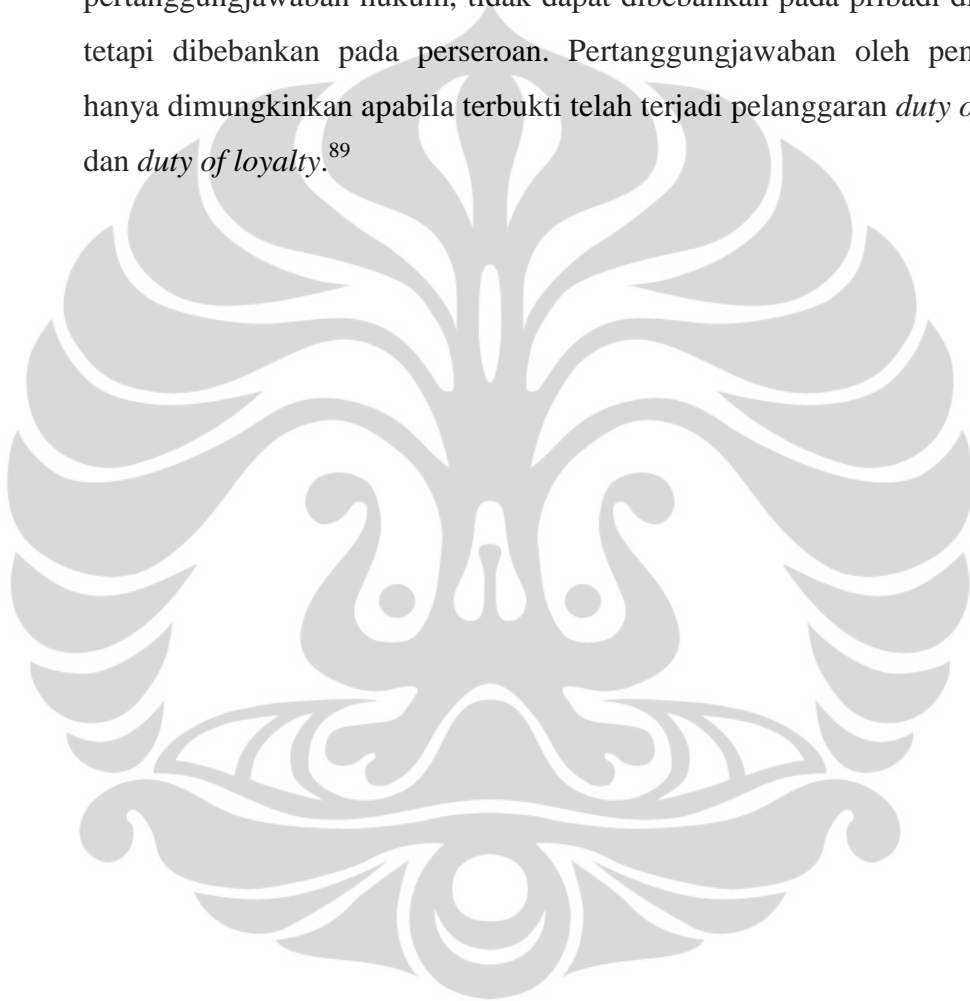 pertanggungjawaban hukum, tidak dapat dibebankan pada pribadi
tetapi dibebankan pada perseroan. Pertanggungjawaban oleh
hanya dimungkinkan apabila terbukti telah terjadi pelanggaran duty
dan duty of loyalty.89